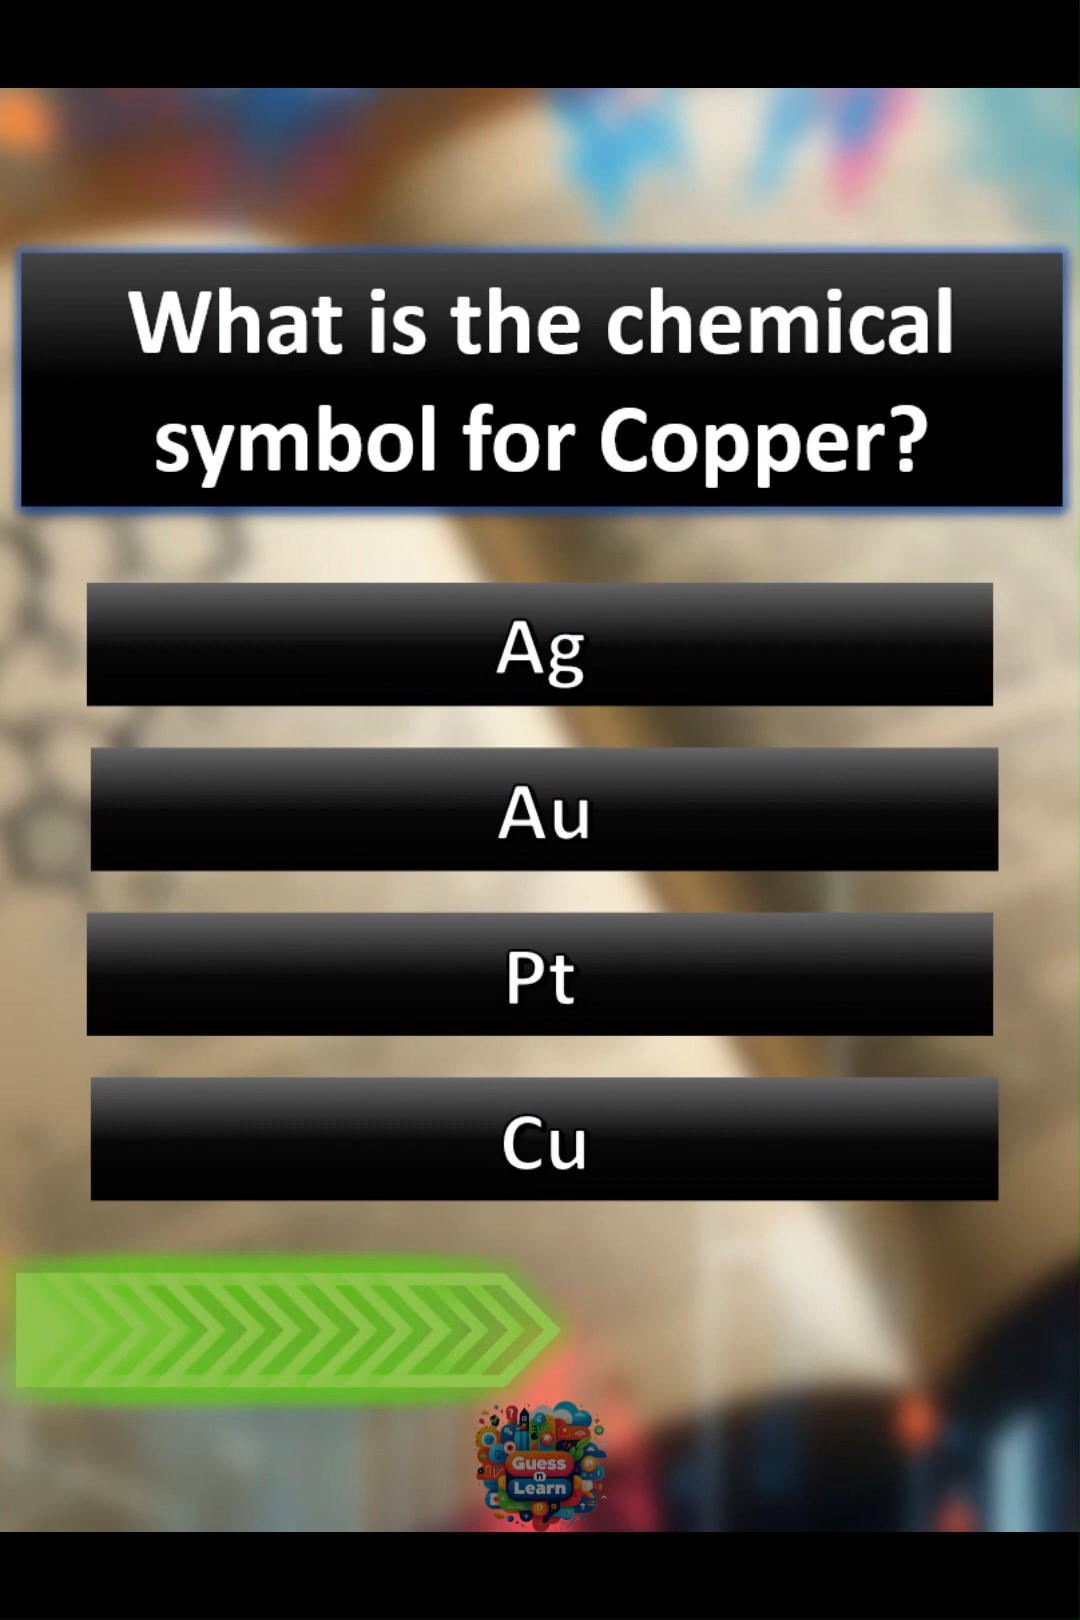 What is the chemical
symbol for Copper?
Ag
Au
Pt
Cu
Guess
n
Learn